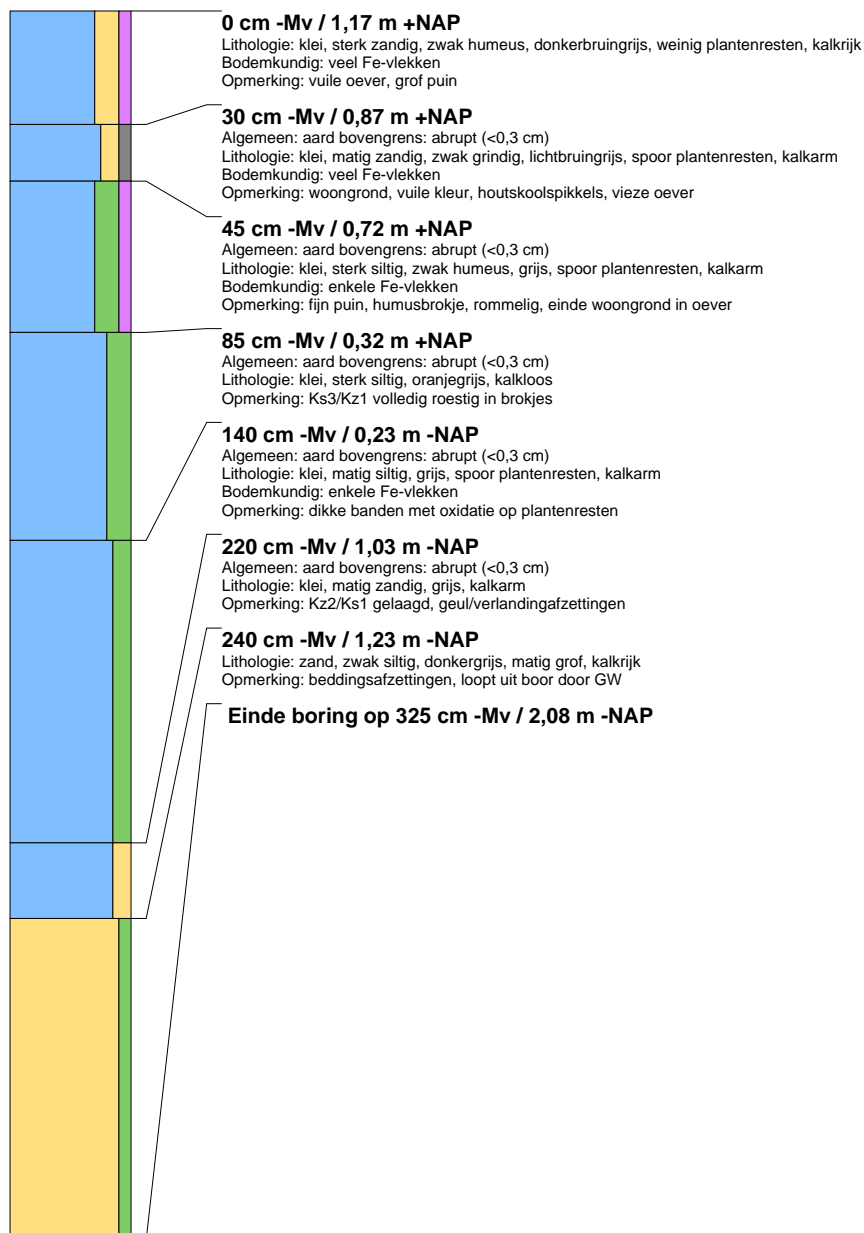 0 cm -Mv / 1,17 m +NAP
Lithologie: klei, sterk zandig, zwak humeus, donkerbruingrijs, weinig plantenresten, kalkrijk
Bodemkundig: veel Fe-vlekken
Opmerking: vuile oever, grof puin
30 cm -Mv / 0,87 m +NAP
Algemeen: aard bovengrens: abrupt (<0,3 cm)
Lithologie: klei, matig zandig, zwak grindig, lichtbruingrijs, spoor plantenresten, kalkarm
Bodemkundig: veel Fe-vlekken
Opmerking: woongrond, vuile kleur, houtskoolspikkels, vieze oever
45 cm -Mv / 0,72 m +NAP
Algemeen: aard bovengrens: abrupt (<0,3 cm)
Lithologie: klei, sterk siltig, zwak humeus, grijs, spoor plantenresten, kalkarm
Bodemkundig: enkele Fe-vlekken
Opmerking: fijn puin, humusbrokje, rommelig, einde woongrond in oever
85 cm -Mv / 0,32 m +NAP
Algemeen: aard bovengrens: abrupt (<0,3 cm)
Lithologie: klei, sterk siltig, oranjegrijs, kalkloos
Opmerking: Ks3/Kz1 volledig roestig in brokjes
140 cm -Mv / 0,23 m -NAP
Algemeen: aard bovengrens: abrupt (<0,3 cm)
Lithologie: klei, matig siltig, grijs, spoor plantenresten, kalkarm
Bodemkundig: enkele Fe-vlekken
Opmerking: dikke banden met oxidatie op plantenresten
220 cm -Mv / 1,03 m -NAP
Algemeen: aard bovengrens: abrupt (<0,3 cm)
Lithologie: klei, matig zandig, grijs, kalkarm
Opmerking: Kz2/Ks1 gelaagd, geul/verlandingafzettingen
240 cm -Mv / 1,23 m -NAP
Lithologie: zand, zwak siltig, donkergrijs, matig grof, kalkrijk
Opmerking: beddingsafzettingen, loopt uit boor door GW
Einde boring op 325 cm -Mv / 2,08 m -NAP